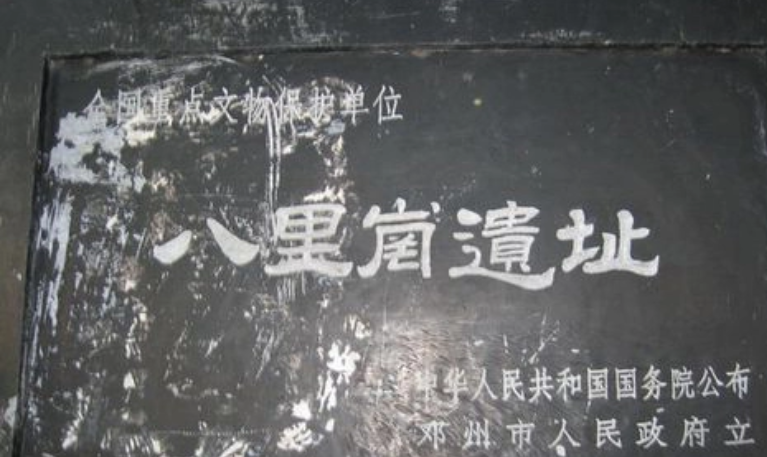 全国重点文物保护单位
八里岗遺址
中华人民共和国国务院公布
邓州市人民政府立